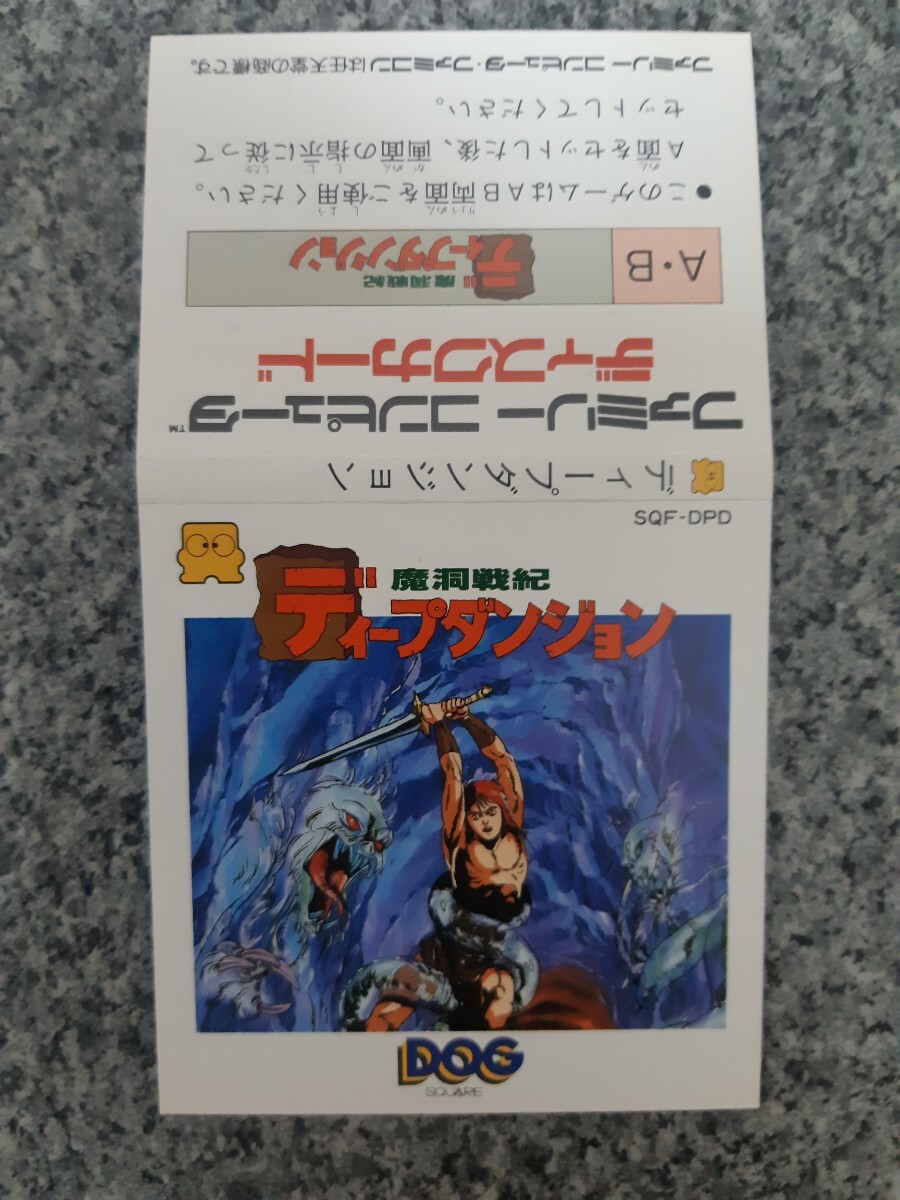 ファミリー コンピュータ・ファミコンは任天堂の商標です。
●このゲームはAB両面をご使用ください。
A面をセットした後、画面の指示に従って
セットしてください。
A・B
魔洞戦紀
ディープダンジョン
ディスクカード
ファミリー コンピュータ™
ディープダンジョン
SQF-DPD
魔洞戦紀
ディープダンジョン
DOG
SQUARE